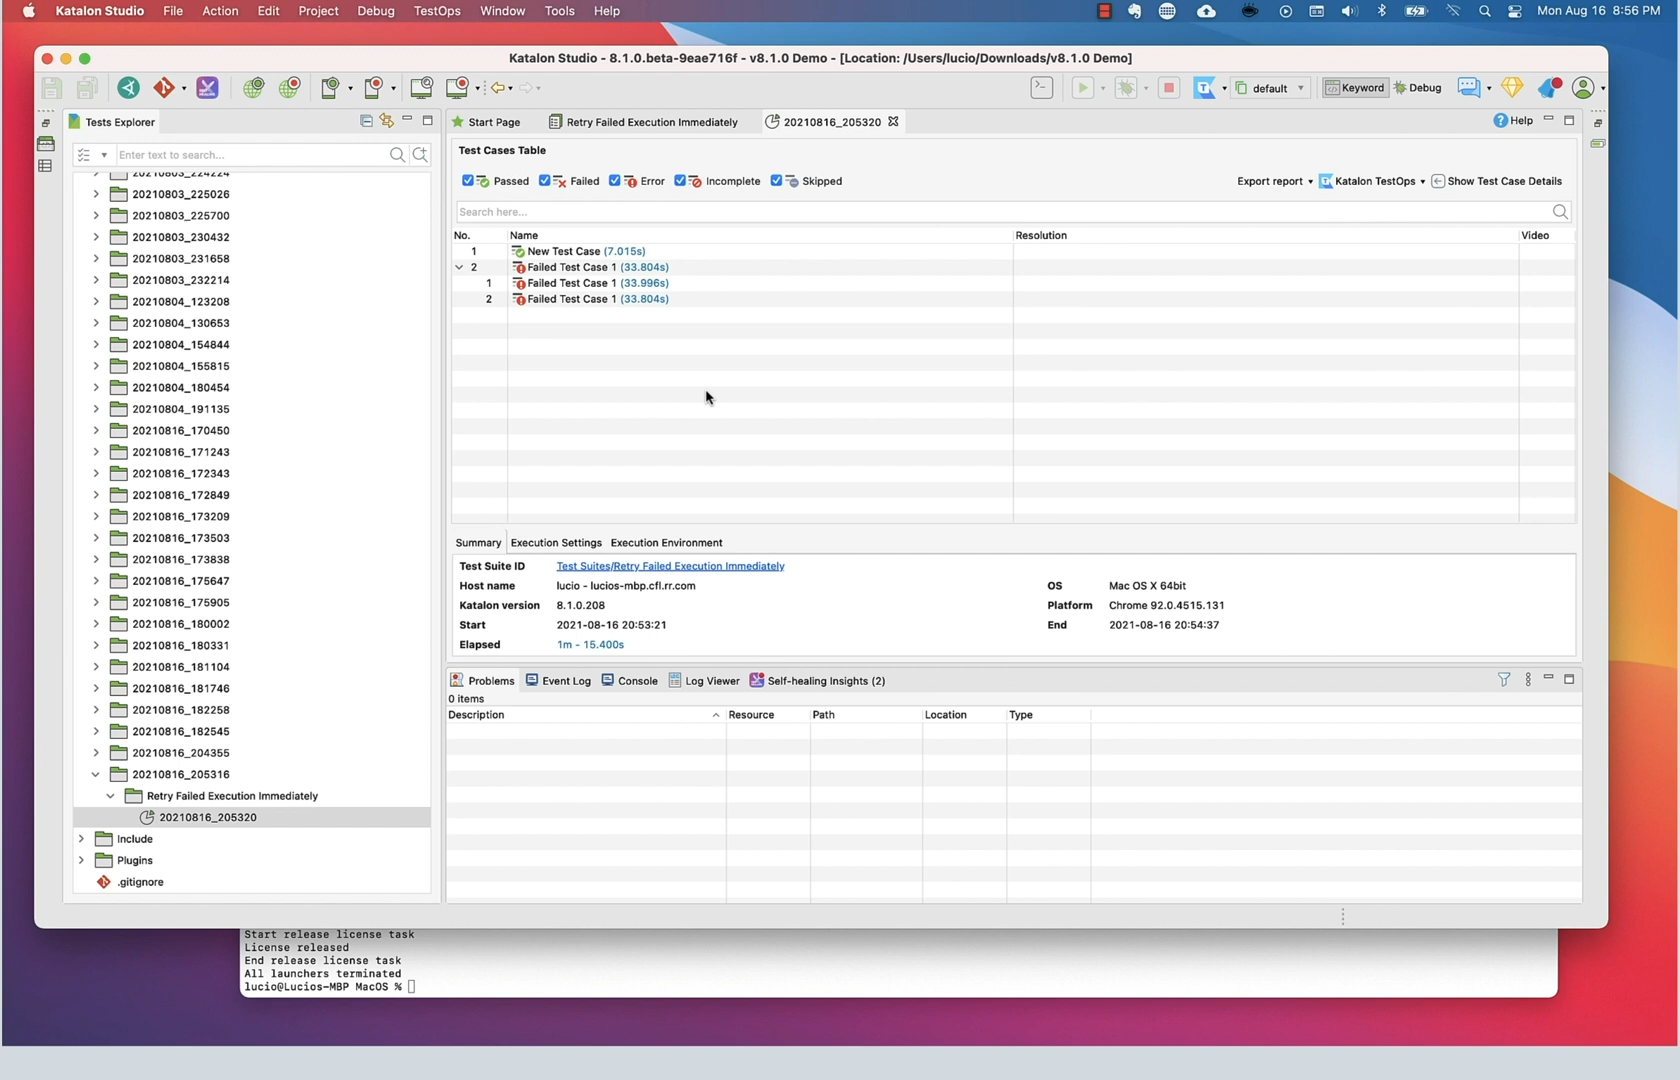 Katalon Studio File Action Edit Project Debug TestOps Window Tools Help Mon Aug 16 8:56 PM
Katalon Studio - 8.1.0.beta-9eae716f - v8.1.0 Demo - [Location: /Users/lucio/Downloads/v8.1.0 Demo]
default Keyword Debug
Tests Explorer
Start Page Retry Failed Execution Immediately 20210816_205320 Help
Enter text to search...
Test Cases Table
Passed Failed Error Incomplete Skipped Export report Katalon TestOps Show Test Case Details
Search here...
No. Name Resolution Video
1 New Test Case (7.015s)
2 Failed Test Case 1 (33.804s)
1 Failed Test Case 1 (33.996s)
2 Failed Test Case 1 (33.804s)
20210803_224224
20210803_225026
20210803_225700
20210803_230432
20210803_231658
20210803_232214
20210804_123208
20210804_130653
20210804_154844
20210804_155815
20210804_180454
20210804_191135
20210816_170450
20210816_171243
20210816_172343
20210816_172849
20210816_173209
20210816_173503
20210816_173838
20210816_175647
20210816_175905
20210816_180002
20210816_180331
20210816_181104
20210816_181746
20210816_182258
20210816_182545
20210816_204355
20210816_205316
Retry Failed Execution Immediately
20210816_205320
Include
Plugins
.gitignore
Summary Execution Settings Execution Environment
Test Suite ID Test Suites/Retry Failed Execution Immediately
Host name lucio - lucios-mbp.cfl.rr.com OS Mac OS X 64bit
Katalon version 8.1.0.208 Platform Chrome 92.0.4515.131
Start 2021-08-16 20:53:21 End 2021-08-16 20:54:37
Elapsed 1m - 15.400s
Problems Event Log Console Log Viewer Self-healing Insights (2)
0 items
Description Resource Path Location Type
Start release license task
License released
End release license task
All launchers terminated
lucio@Lucios-MBP MacOS %